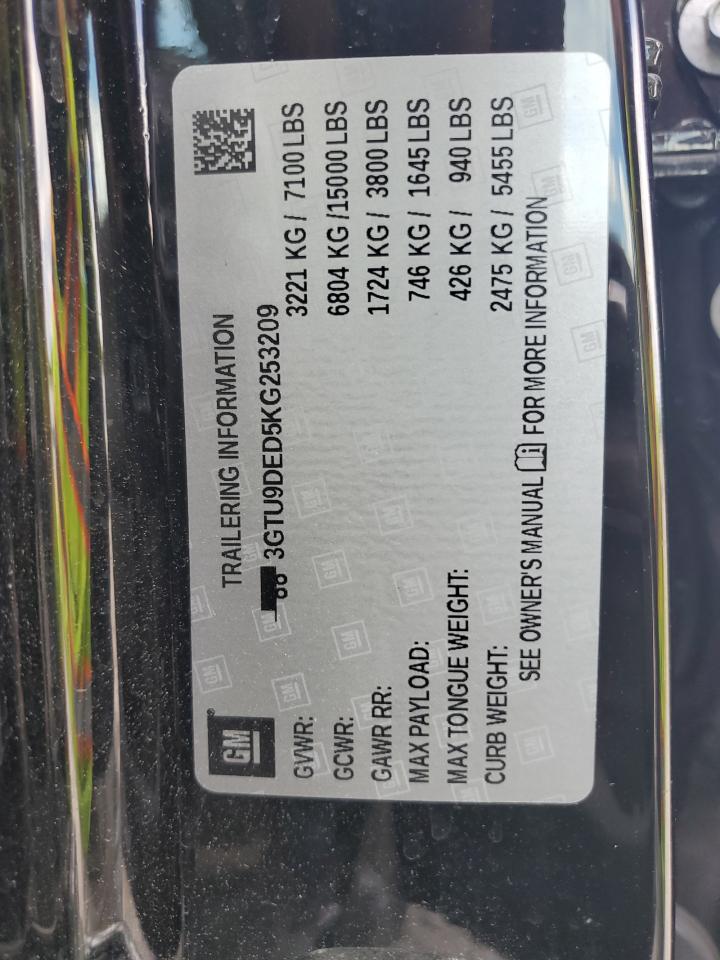 GM
TRAILERING INFORMATION
3GTU9DED5KG253209
GVWR: 3221 KG / 7100 LBS
GCWR: 6804 KG /15000 LBS
GAWR RR: 1724 KG / 3800 LBS
MAX PAYLOAD: 746 KG / 1645 LBS
MAX TONGUE WEIGHT: 426 KG / 940 LBS
CURB WEIGHT: 2475 KG / 5455 LBS
SEE OWNER'S MANUAL FOR MORE INFORMATION